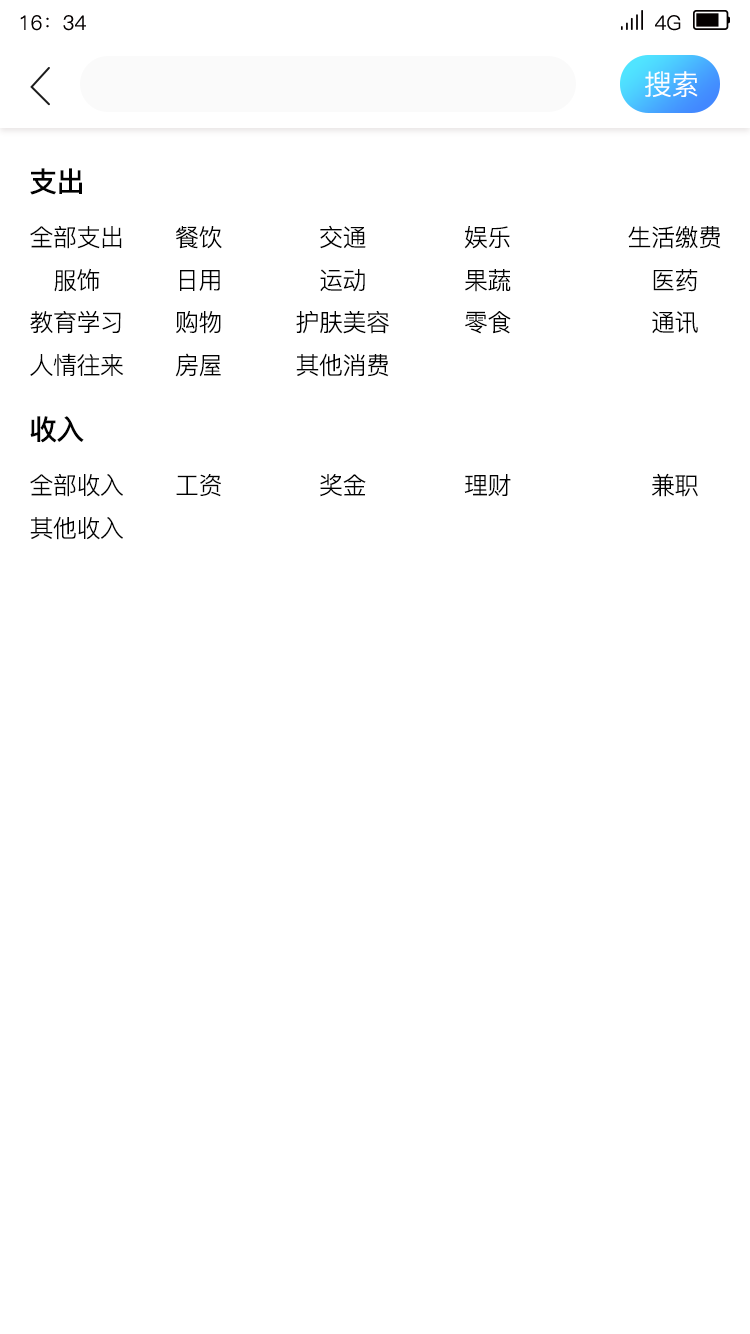 16：34 4G
搜索
支出
全部支出 餐饮 交通 娱乐 生活缴费
服饰 日用 运动 果蔬 医药
教育学习 购物 护肤美容 零食 通讯
人情往来 房屋 其他消费
收入
全部收入 工资 奖金 理财 兼职
其他收入